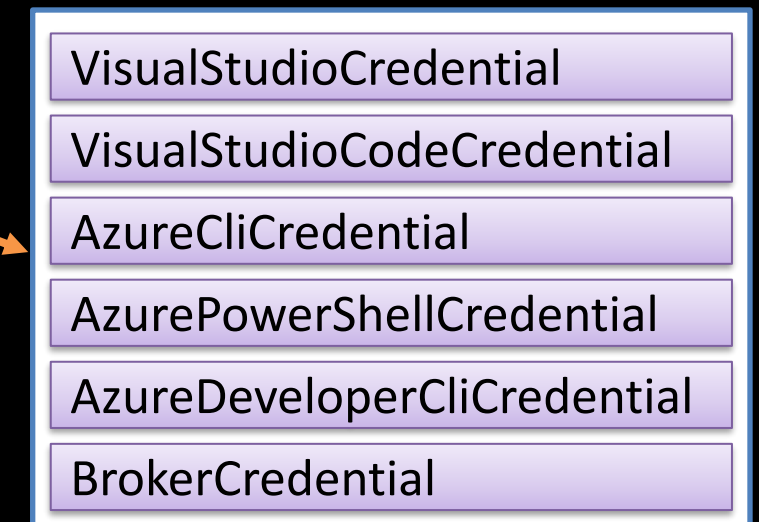 VisualStudioCredential
VisualStudioCodeCredential
AzureCliCredential
AzurePowerShellCredential
AzureDeveloperCliCredential
BrokerCredential